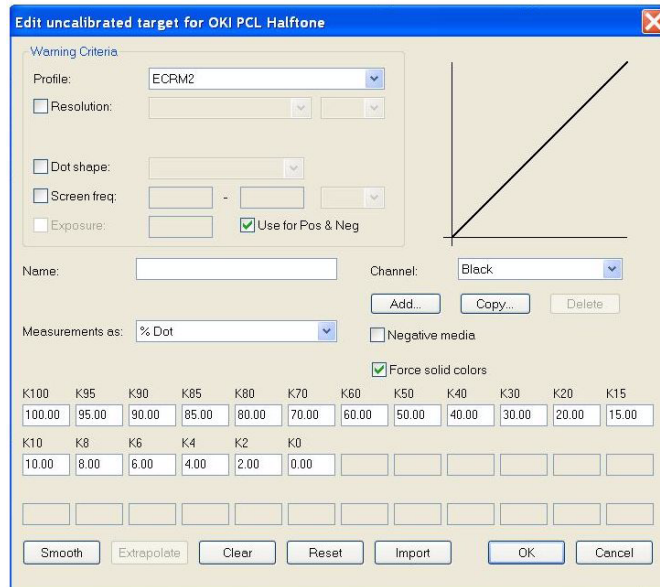 Edit uncalibrated target for OKI PCL Halftone
Warning Criteria
Profile: ECRM2
Resolution:
Dot shape:
Screen freq: -
Exposure: Use for Pos & Neg
Name: Channel: Black
Add... Copy... Delete
Measurements as: % Dot Negative media
Force solid colors
K100 K95 K90 K85 K80 K70 K60 K50 K40 K30 K20 K15
100.00 95.00 90.00 85.00 80.00 70.00 60.00 50.00 40.00 30.00 20.00 15.00
K10 K8 K6 K4 K2 K0
10.00 8.00 6.00 4.00 2.00 0.00
Smooth Extrapolate Clear Reset Import OK Cancel